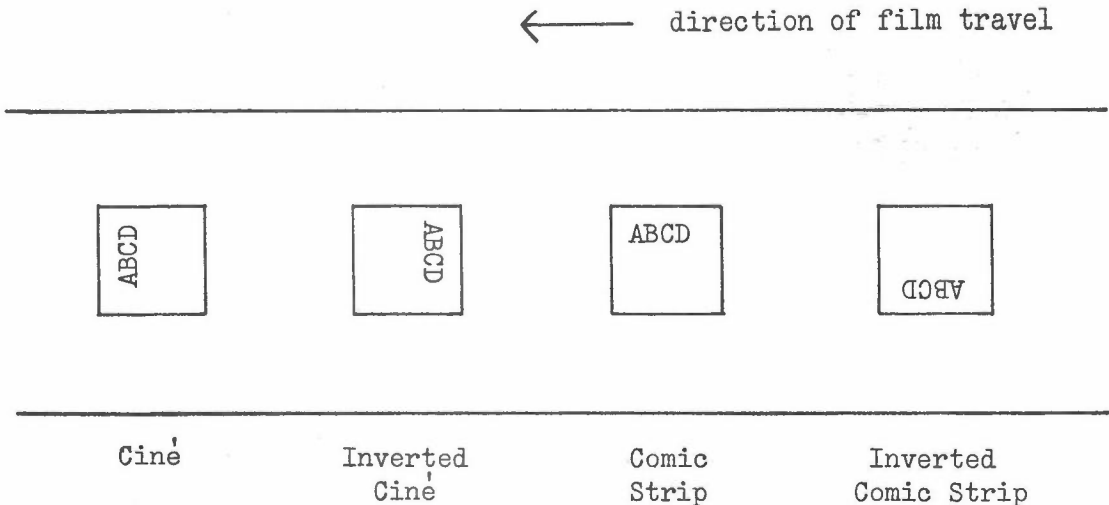 direction of film travel
ABCD
ABCD
ABCD
ABCD
Ciné
Inverted
Ciné
Comic
Strip
Inverted
Comic Strip